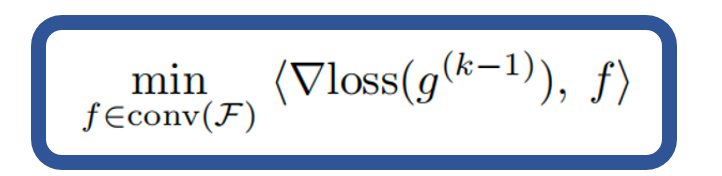 min ⟨∇loss(g^(k−1)), f⟩
f∈conv(ℱ)